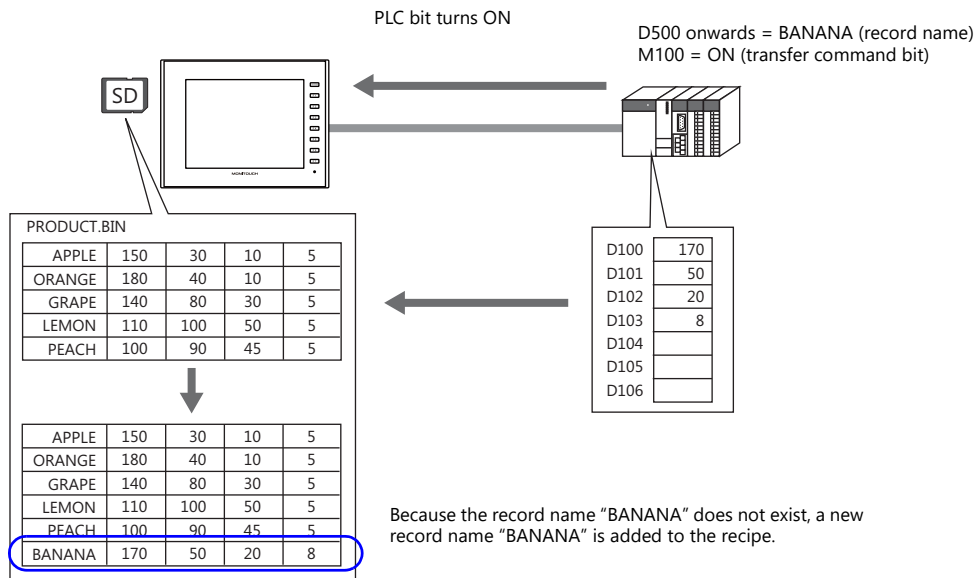 PLC bit turns ON
D500 onwards = BANANA (record name)
M100 = ON (transfer command bit)
SD
MONITOUCH
PRODUCT.BIN
APPLE 150 30 10 5
ORANGE 180 40 10 5
GRAPE 140 80 30 5
LEMON 110 100 50 5
PEACH 100 90 45 5
D100 170
D101 50
D102 20
D103 8
D104
D105
D106
APPLE 150 30 10 5
ORANGE 180 40 10 5
GRAPE 140 80 30 5
LEMON 110 100 50 5
PEACH 100 90 45 5
BANANA 170 50 20 8
Because the record name “BANANA” does not exist, a new
record name “BANANA” is added to the recipe.